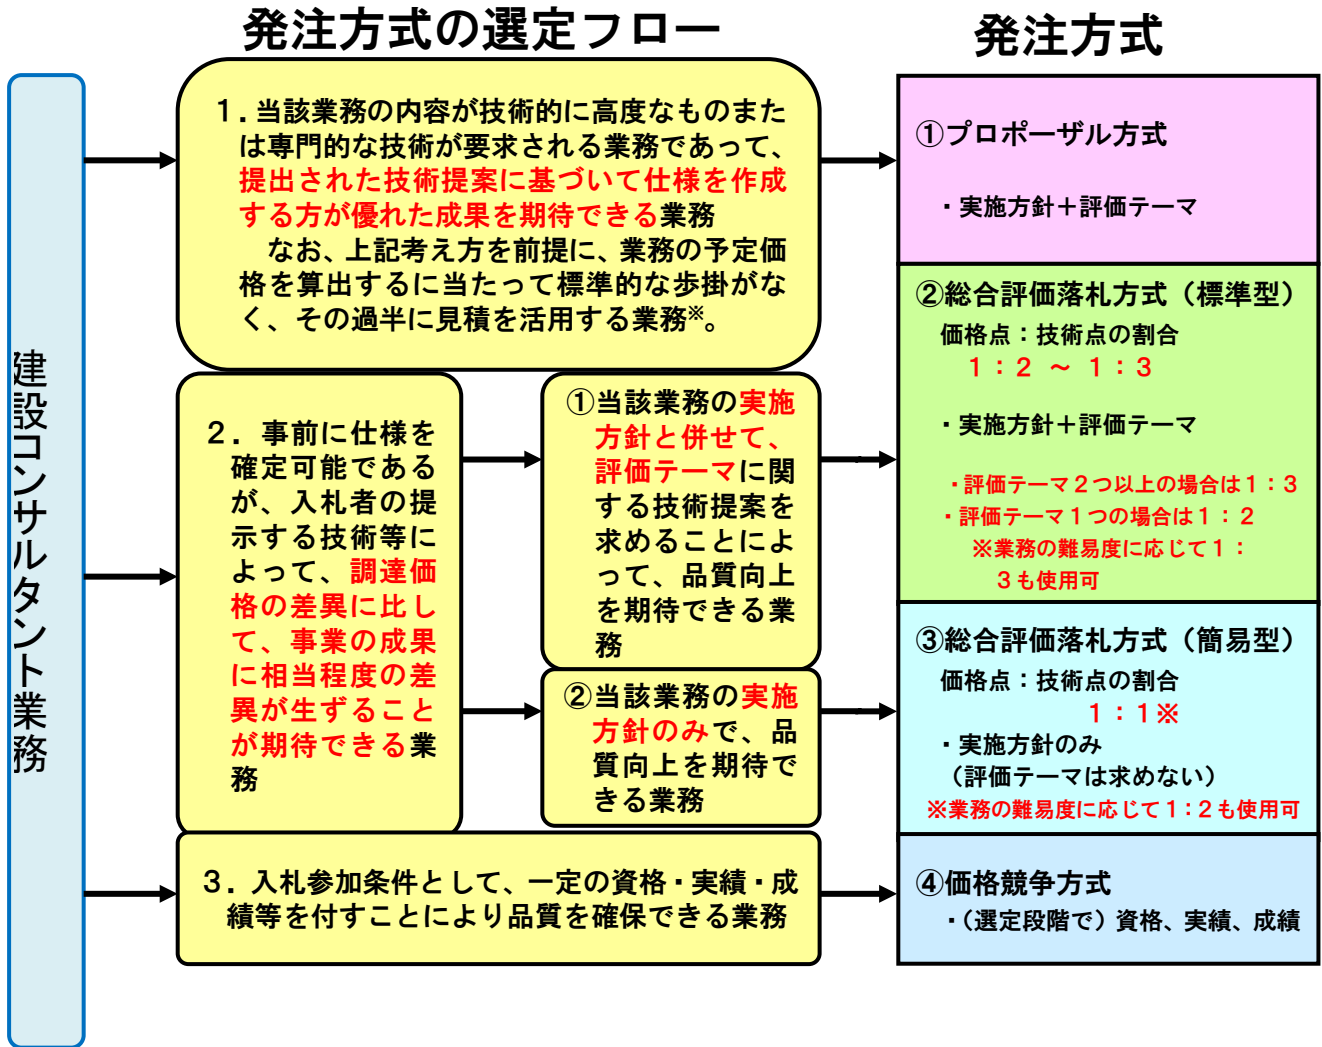 発注方式の選定フロー
発注方式
建設コンサルタント業務
１．当該業務の内容が技術的に高度なものまた
は専門的な技術が要求される業務であって、
提出された技術提案に基づいて仕様を作成
する方が優れた成果を期待できる業務
なお、上記考え方を前提に、業務の予定価
格を算出するに当たって標準的な歩掛がな
く、その過半に見積を活用する業務※。
２．事前に仕様を
確定可能である
が、入札者の提
示する技術等に
よって、調達価
格の差異に比し
て、事業の成果
に相当程度の差
異が生ずること
が期待できる業
務
①当該業務の実施
方針と併せて、
評価テーマに関
する技術提案を
求めることによ
って、品質向上
を期待できる業
務
②当該業務の実施
方針のみで、品
質向上を期待で
きる業務
３．入札参加条件として、一定の資格・実績・成
績等を付すことにより品質を確保できる業務
①プロポーザル方式
・実施方針＋評価テーマ
②総合評価落札方式（標準型）
価格点：技術点の割合
１：２ ～ １：３
・実施方針＋評価テーマ
・評価テーマ２つ以上の場合は１：３
・評価テーマ１つの場合は１：２
※業務の難易度に応じて１：
３も使用可
③総合評価落札方式（簡易型）
価格点：技術点の割合
１：１※
・実施方針のみ
（評価テーマは求めない）
※業務の難易度に応じて１：２も使用可
④価格競争方式
・（選定段階で）資格、実績、成績